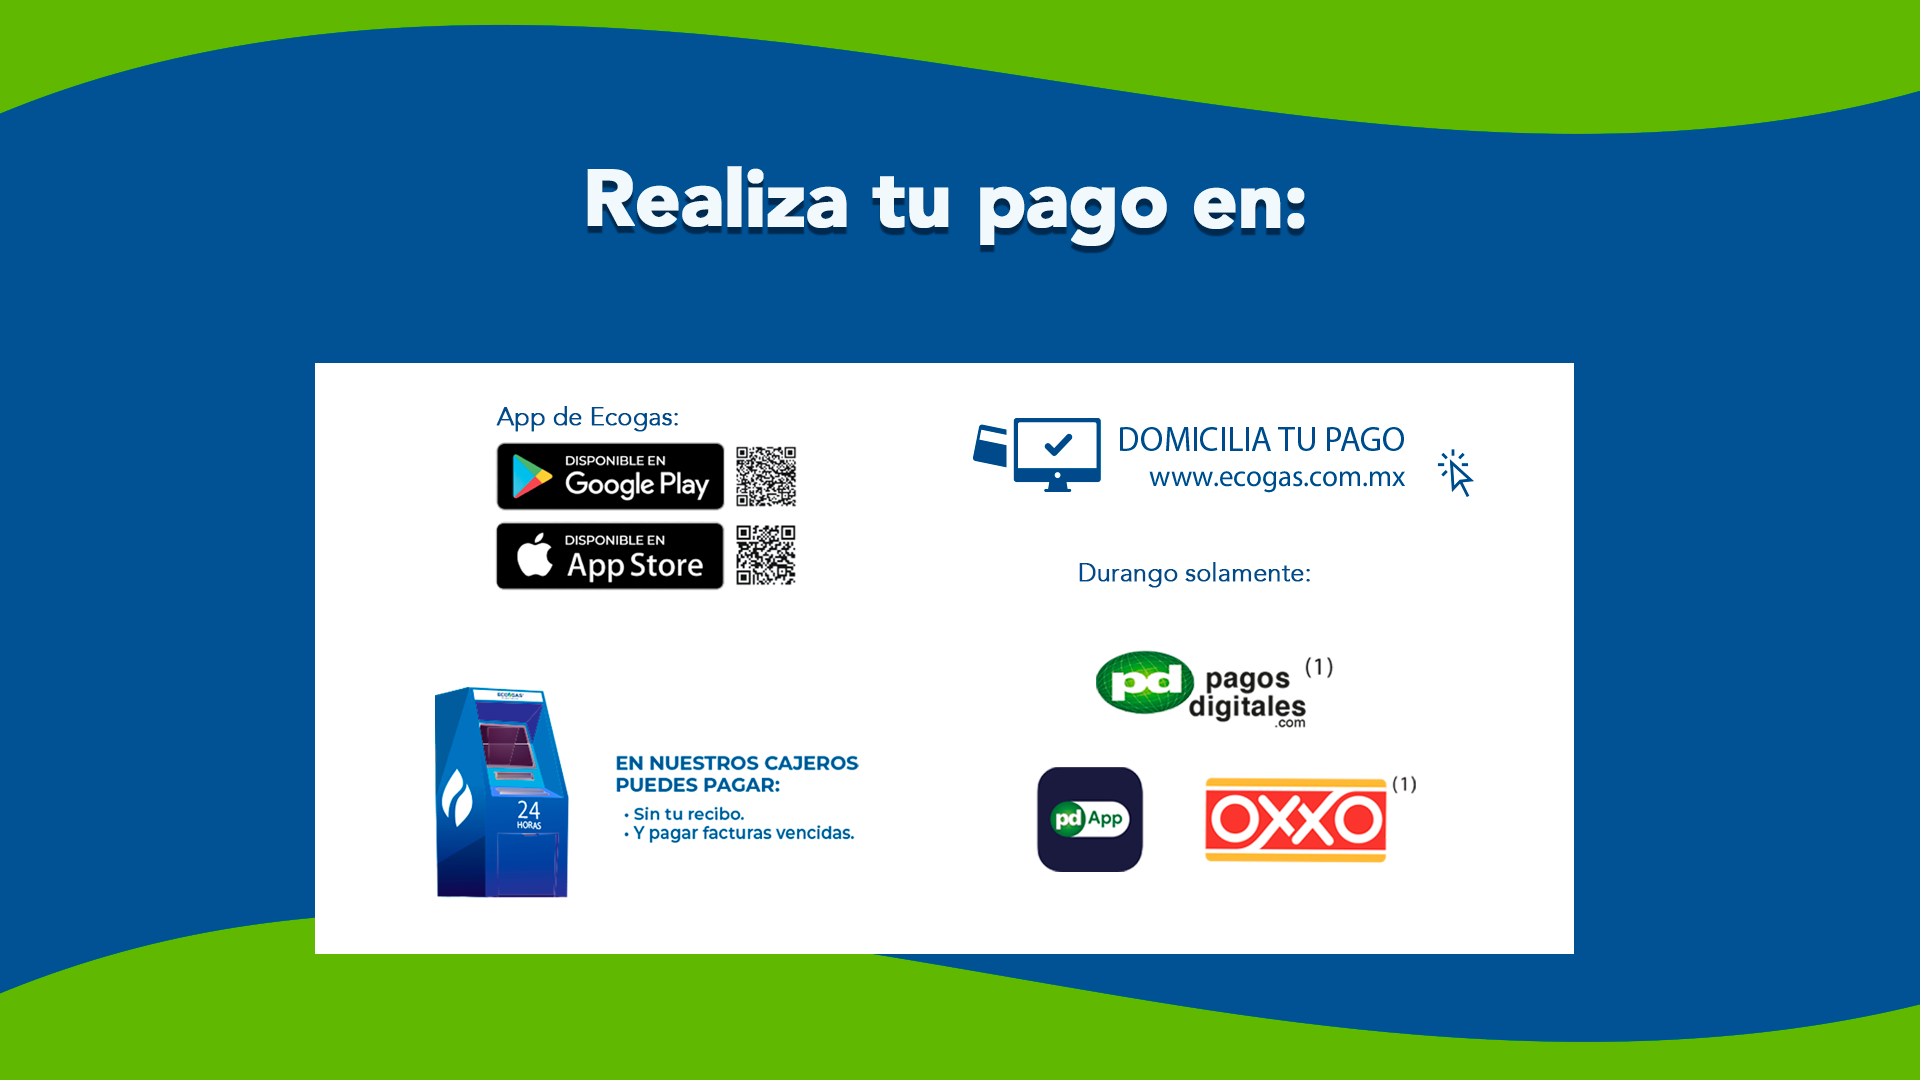 Realiza tu pago en:
App de Ecogas:
DISPONIBLE EN
Google Play
DISPONIBLE EN
App Store
DOMICILIA TU PAGO
www.ecogas.com.mx
Durango solamente:
pd pagos digitales .com (1)
pd App
OXXO (1)
ECOGAS
24
HORAS
EN NUESTROS CAJEROS
PUEDES PAGAR:
• Sin tu recibo.
• Y pagar facturas vencidas.